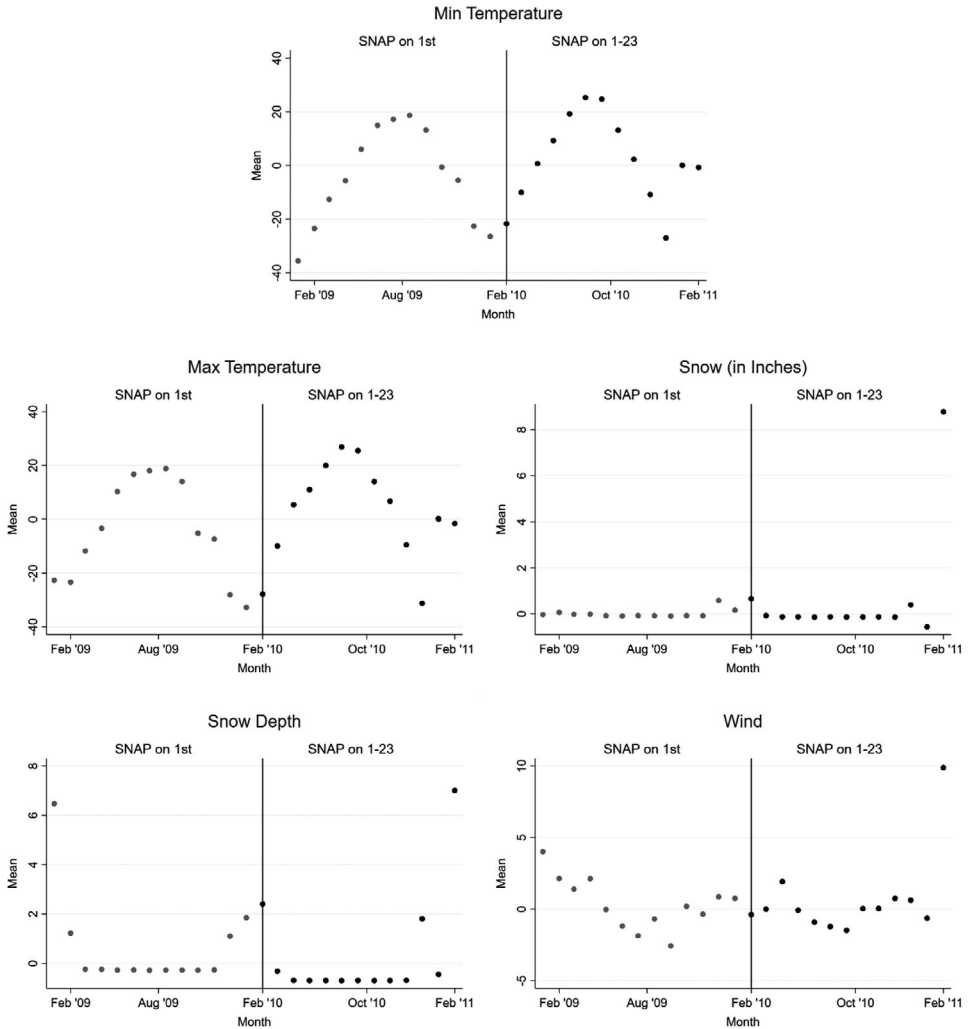 Min Temperature
SNAP on 1st SNAP on 1-23
40
20
0
-20
-40
Mean
Feb '09 Aug '09 Feb '10 Oct '10 Feb '11
Month
Max Temperature
SNAP on 1st SNAP on 1-23
40
20
0
-20
-40
Mean
Feb '09 Aug '09 Feb '10 Oct '10 Feb '11
Month
Snow (in Inches)
SNAP on 1st SNAP on 1-23
8
6
4
2
0
Mean
Feb '09 Aug '09 Feb '10 Oct '10 Feb '11
Month
Snow Depth
SNAP on 1st SNAP on 1-23
8
6
4
2
0
Mean
Feb '09 Aug '09 Feb '10 Oct '10 Feb '11
Month
Wind
SNAP on 1st SNAP on 1-23
10
5
0
-5
Mean
Feb '09 Aug '09 Feb '10 Oct '10 Feb '11
Month